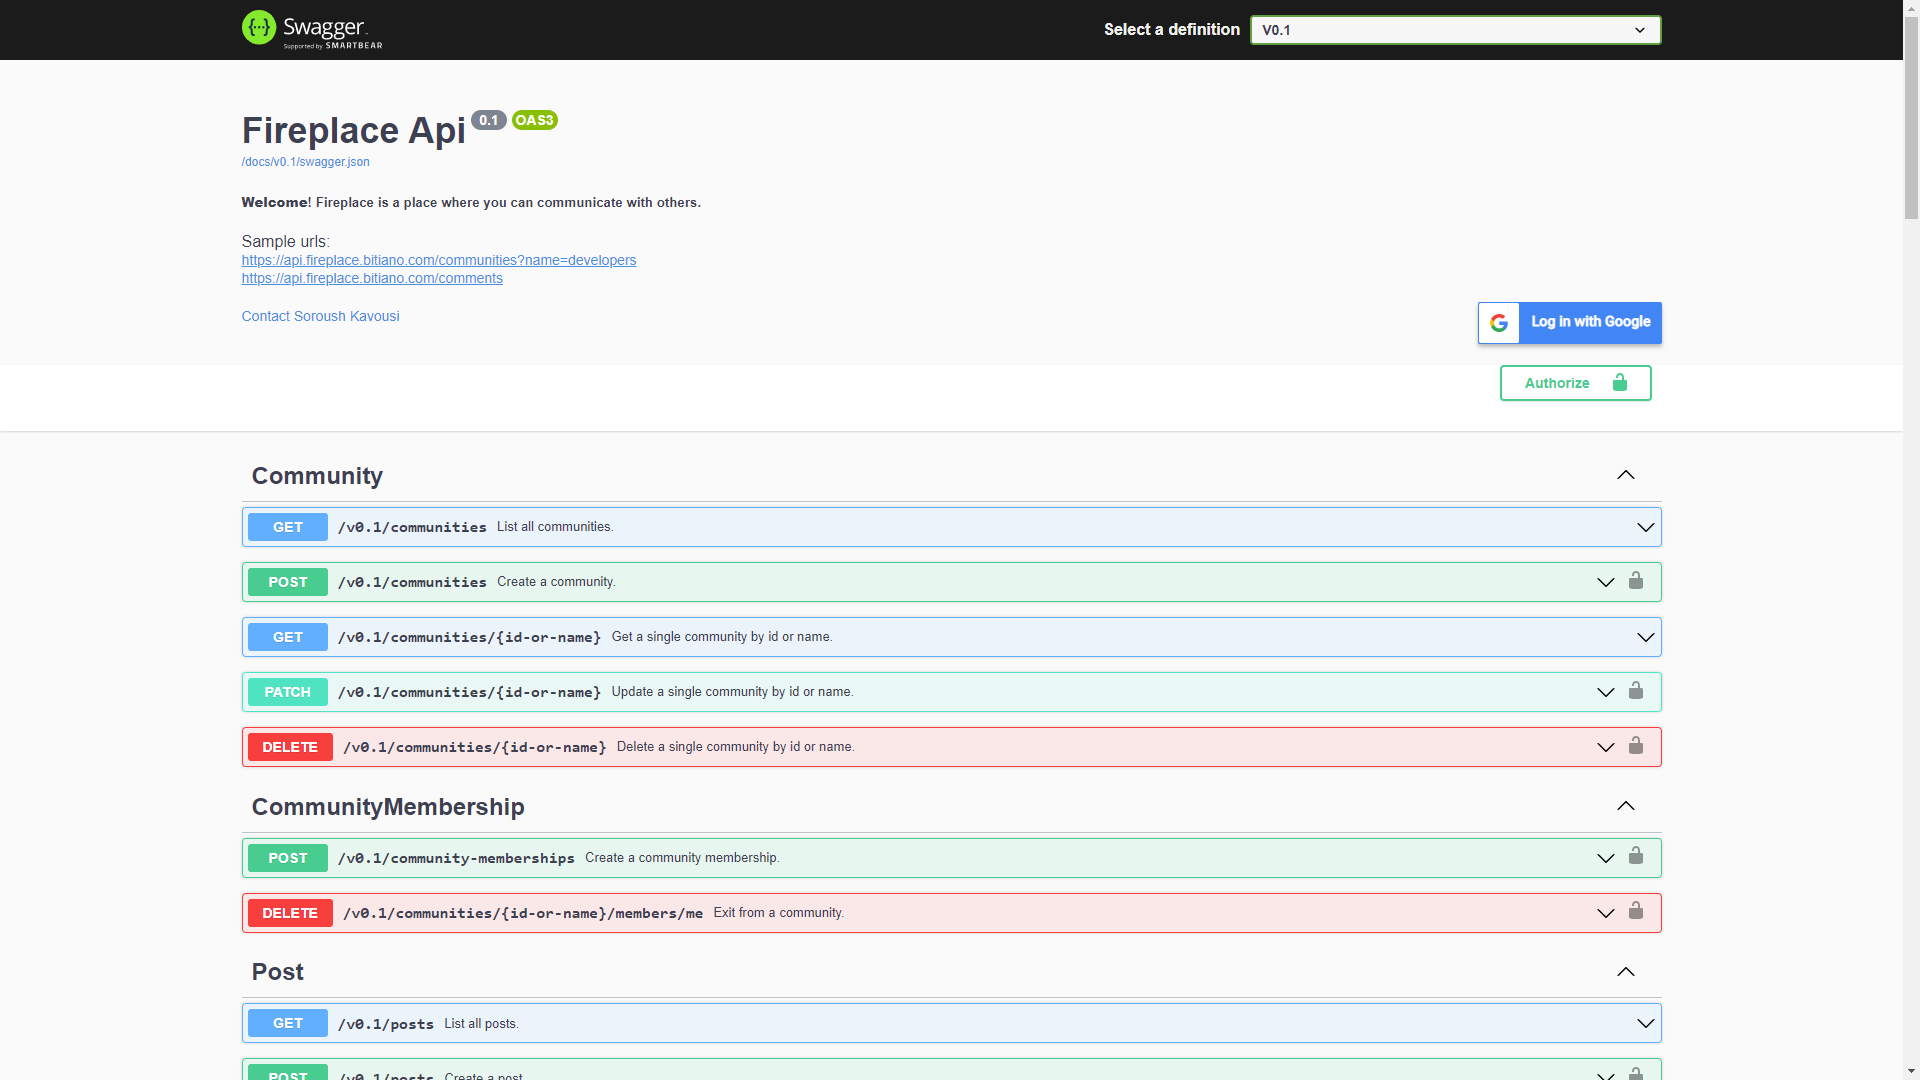 Swagger
Supported by SMARTBEAR
Select a definition V0.1
Fireplace Api 0.1 OAS3
/docs/v0.1/swagger.json
Welcome! Fireplace is a place where you can communicate with others.
Sample urls:
https://api.fireplace.bitiano.com/communities?name=developers
https://api.fireplace.bitiano.com/comments
Contact Soroush Kavousi
Log in with Google
Authorize
Community
GET /v0.1/communities List all communities.
POST /v0.1/communities Create a community.
GET /v0.1/communities/{id-or-name} Get a single community by id or name.
PATCH /v0.1/communities/{id-or-name} Update a single community by id or name.
DELETE /v0.1/communities/{id-or-name} Delete a single community by id or name.
CommunityMembership
POST /v0.1/community-memberships Create a community membership.
DELETE /v0.1/communities/{id-or-name}/members/me Exit from a community.
Post
GET /v0.1/posts List all posts.
POST /v0.1/posts Create a post.